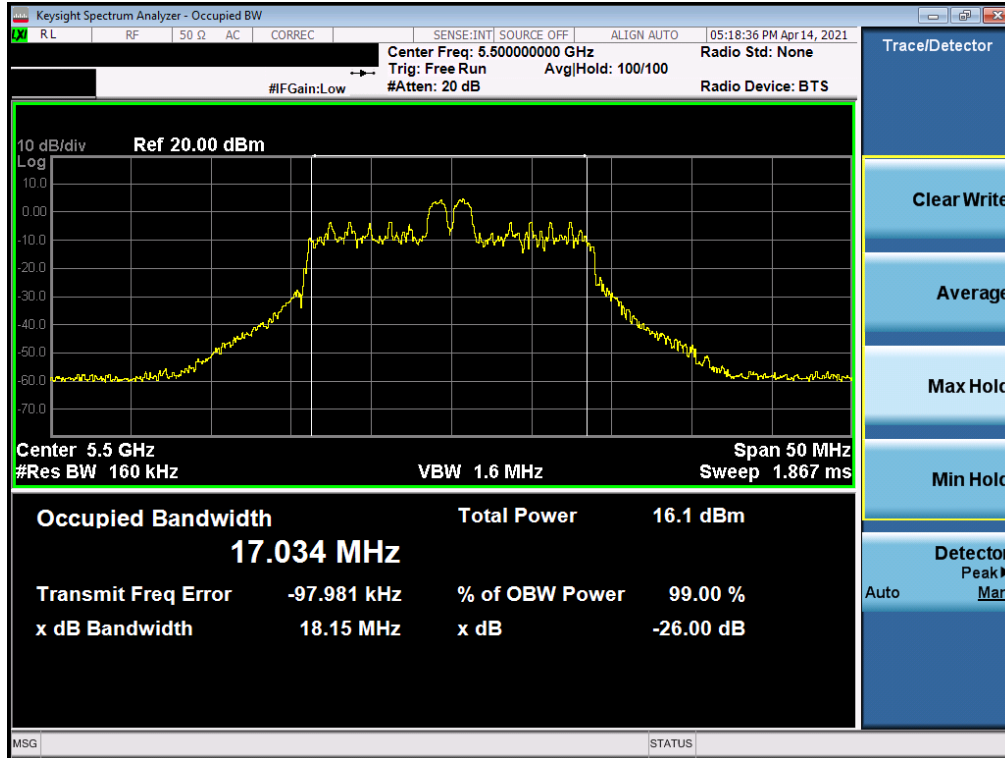 Keysight Spectrum Analyzer - Occupied BW
LXI RL RF 50 Ω AC CORREC SENSE:INT SOURCE OFF ALIGN AUTO 05:18:36 PM Apr 14, 2021
Center Freq: 5.500000000 GHz Radio Std: None
Trig: Free Run Avg|Hold: 100/100
#IFGain:Low #Atten: 20 dB Radio Device: BTS
10 dB/div Ref 20.00 dBm
Log
10.0
0.00
-10.0
-20.0
-30.0
-40.0
-50.0
-60.0
-70.0
Center 5.5 GHz Span 50 MHz
#Res BW 160 kHz VBW 1.6 MHz Sweep 1.867 ms
Occupied Bandwidth Total Power 16.1 dBm
17.034 MHz
Transmit Freq Error -97.981 kHz % of OBW Power 99.00 %
x dB Bandwidth 18.15 MHz x dB -26.00 dB
MSG STATUS
Trace/Detector
Clear Write
Average
Max Hold
Min Hold
Detector
Peak
Auto Man